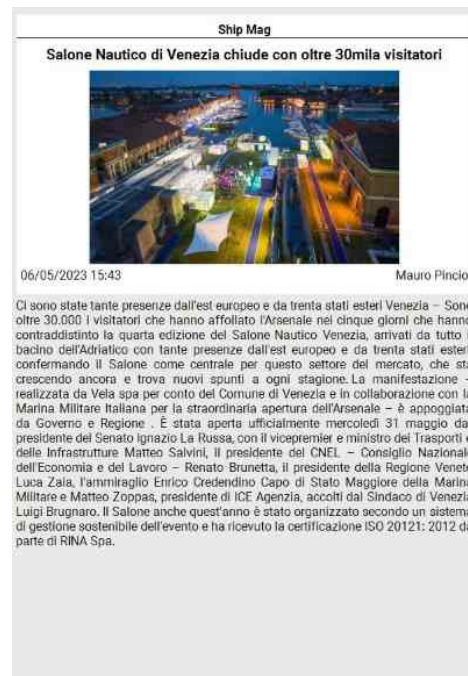 Ship Mag
Salone Nautico di Venezia chiude con oltre 30mila visitatori
06/05/2023 15:43
Mauro Pincio
Ci sono state tante presenze dall'est europeo e da trenta stati esteri Venezia – Sono
oltre 30.000 i visitatori che hanno affollato l'Arsenale nei cinque giorni che hanno
contraddistinto la quarta edizione del Salone Nautico Venezia, arrivati da tutto i
bacino dell'Adriatico con tante presenze dall'est europeo e da trenta stati esteri
confermando il Salone come centrale per questo settore del mercato, che sta
crescendo ancora e trova nuovi spunti a ogni stagione. La manifestazione –
realizzata da Vela spa per conto del Comune di Venezia e in collaborazione con la
Marina Militare Italiana per la straordinaria apertura dell'Arsenale – è appoggiata
da Governo e Regione . È stata aperta ufficialmente mercoledì 31 maggio dal
presidente del Senato Ignazio La Russa, con il vicepremier e ministro dei Trasporti e
delle Infrastrutture Matteo Salvini, il presidente del CNEL – Consiglio Nazionale
dell'Economia e del Lavoro – Renato Brunetta, il presidente della Regione Veneto
Luca Zaia, l'ammiraglio Enrico Credendino Capo di Stato Maggiore della Marina
Militare e Matteo Zoppas, presidente di ICE Agenzia, accolti dal Sindaco di Venezia
Luigi Brugnaro. Il Salone anche quest'anno è stato organizzato secondo un sistema
di gestione sostenibile dell'evento e ha ricevuto la certificazione ISO 20121: 2012 da
parte di RINA Spa.